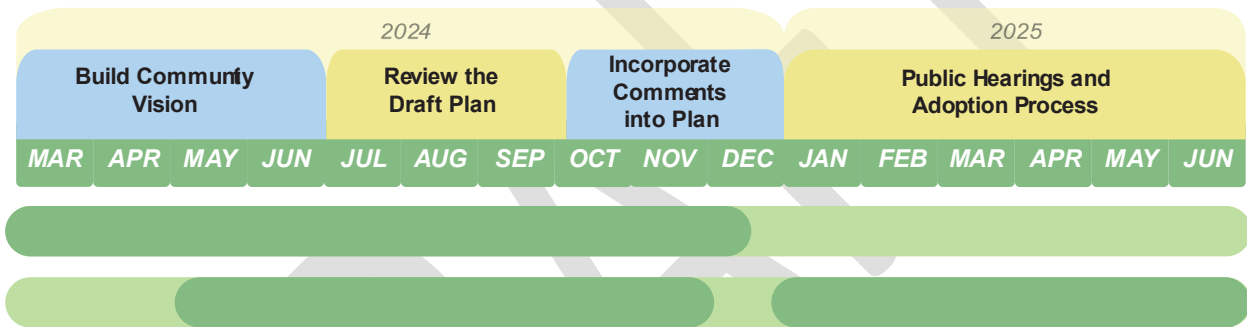 2024
2025
Build Community
Vision
Review the
Draft Plan
Incorporate
Comments
into Plan
Public Hearings and
Adoption Process
MAR APR MAY JUN JUL AUG SEP OCT NOV DEC JAN FEB MAR APR MAY JUN